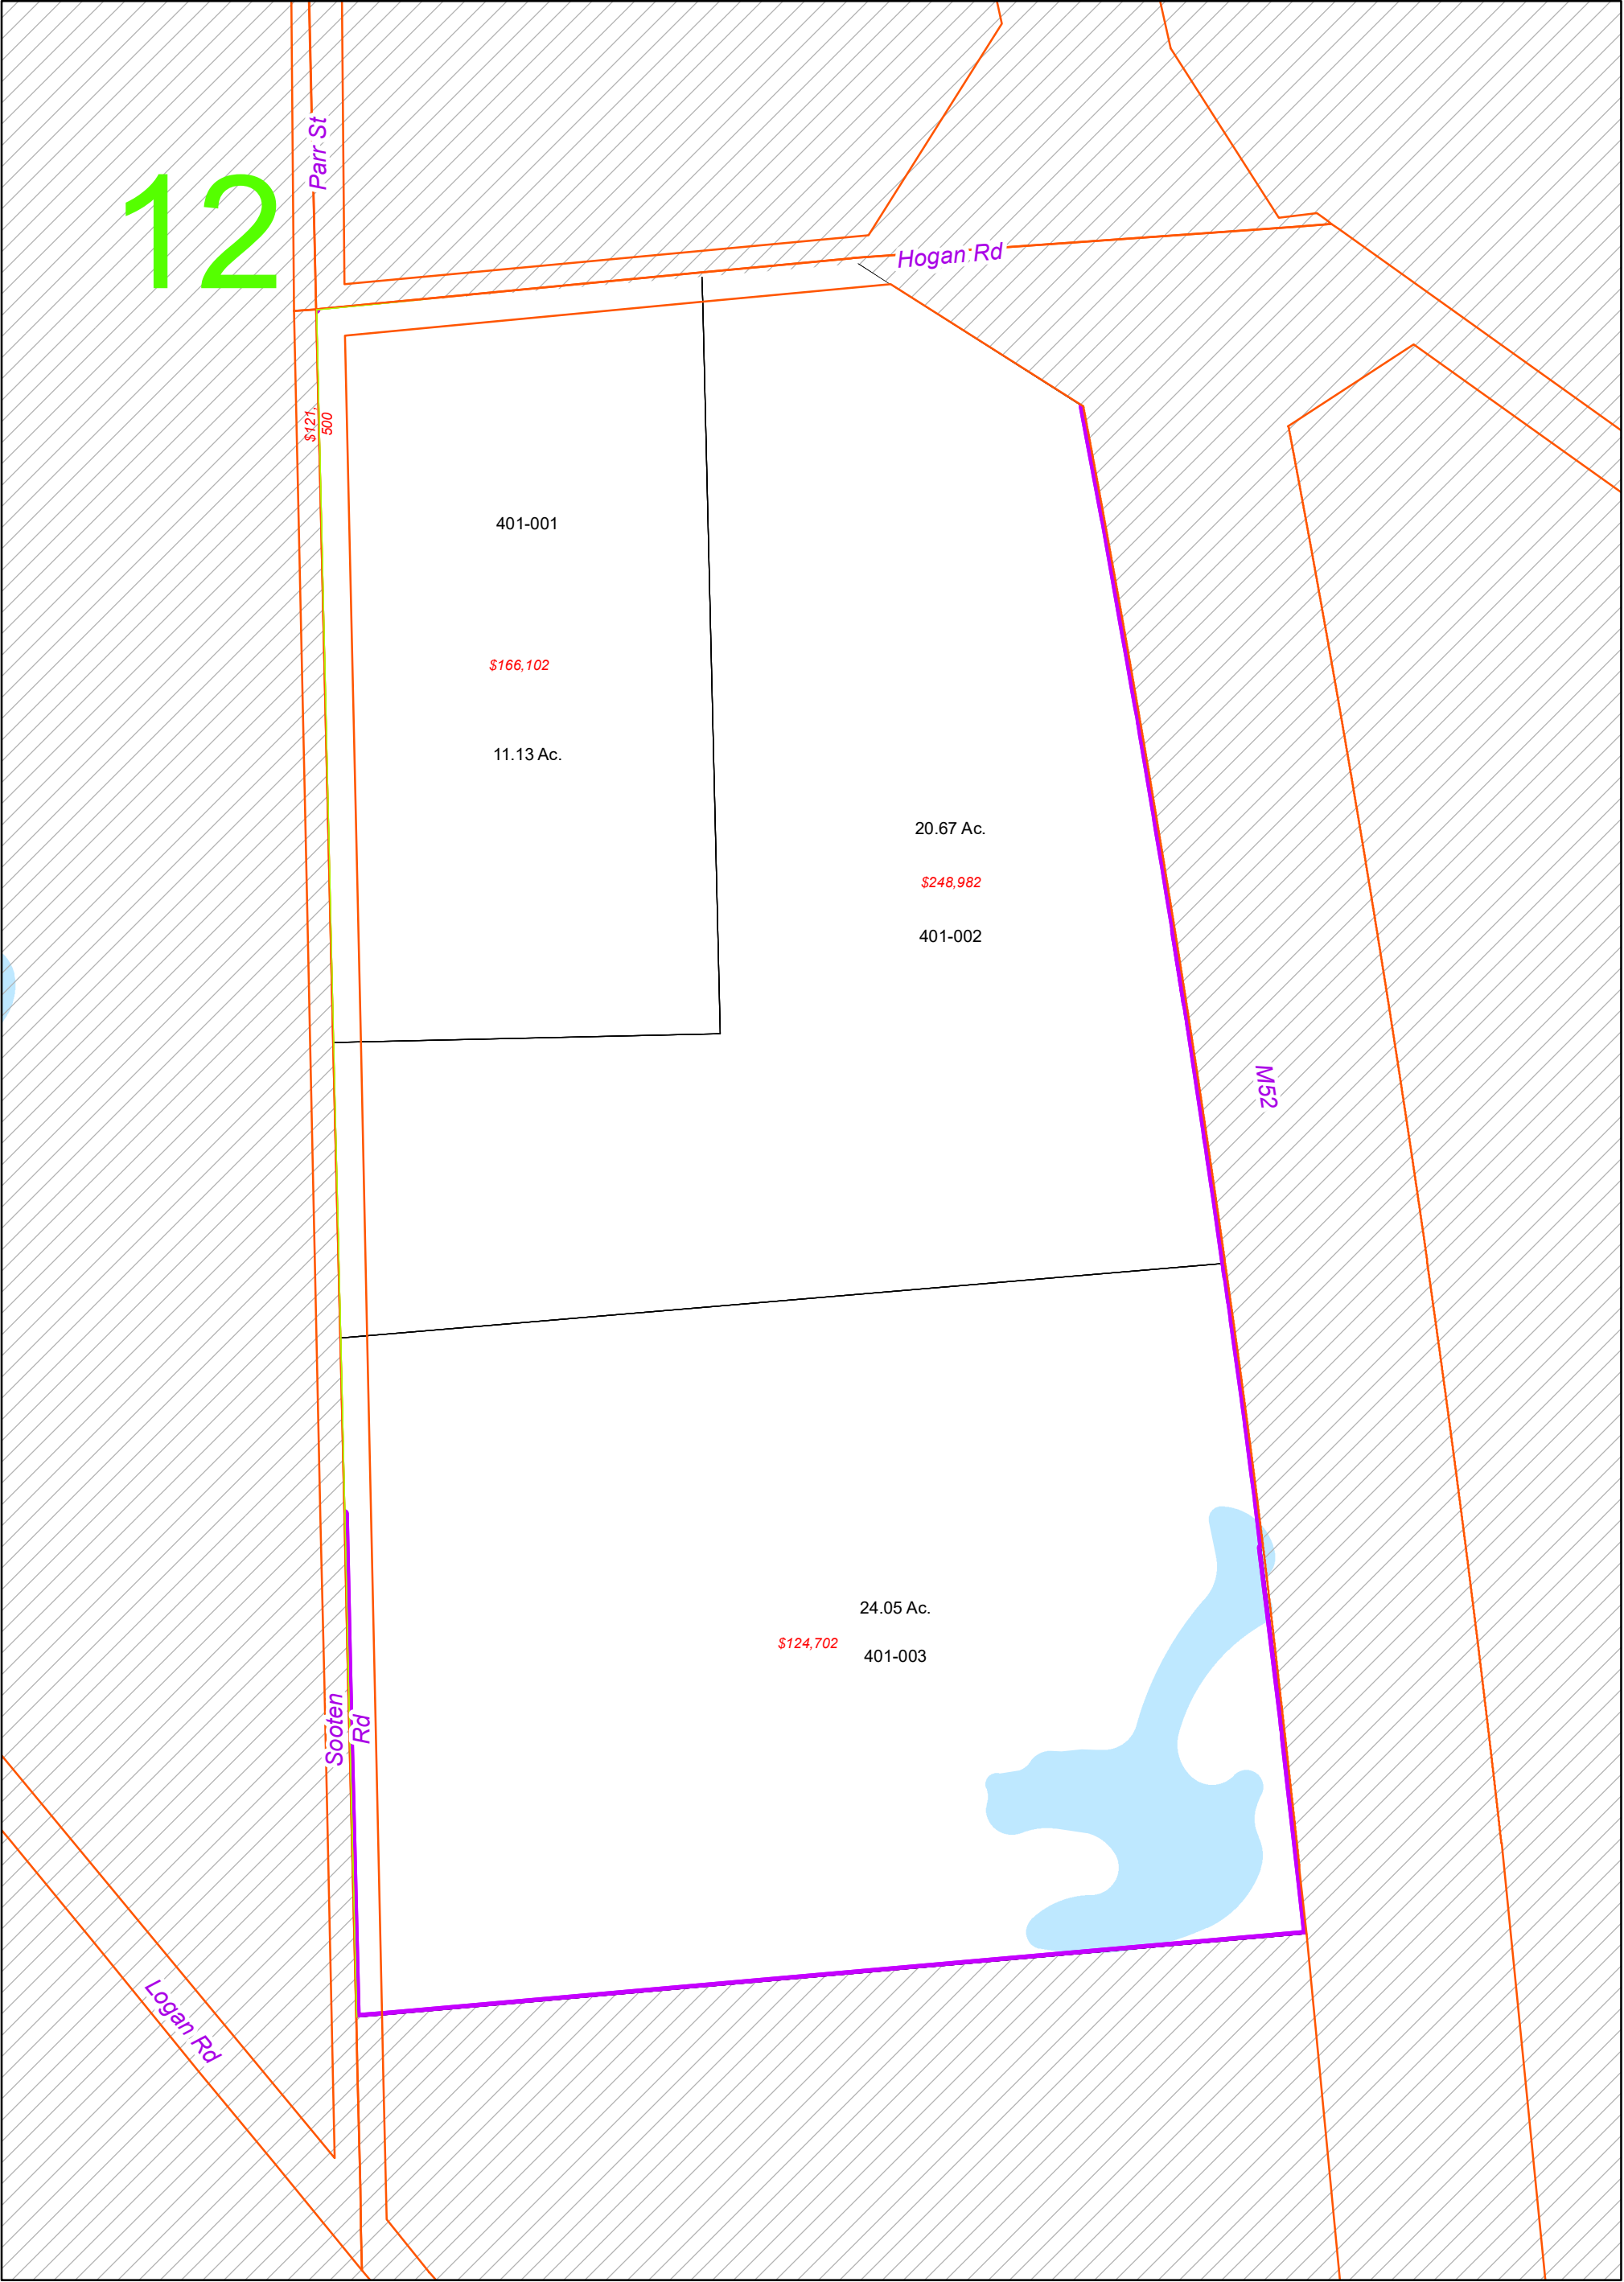 Parr St
12
Hogan Rd
$121,
500
401-001
$166,102
11.13 Ac.
20.67 Ac.
$248,982
401-002
M52
24.05 Ac.
$124,702
401-003
Sooten
Rd
Logan Rd